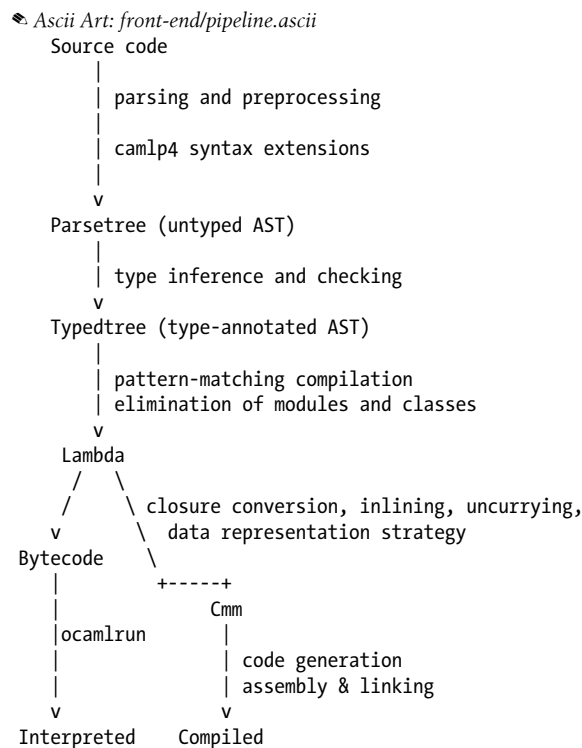 ✎ Ascii Art: front-end/pipeline.ascii
Source code
|
| parsing and preprocessing
|
| camlp4 syntax extensions
|
v
Parsetree (untyped AST)
|
| type inference and checking
v
Typedtree (type-annotated AST)
|
| pattern-matching compilation
| elimination of modules and classes
v
Lambda
/ \
/ \ closure conversion, inlining, uncurrying,
v \ data representation strategy
Bytecode \
| +-----+
| Cmm
|ocamlrun |
| | code generation
| | assembly & linking
v v
Interpreted Compiled